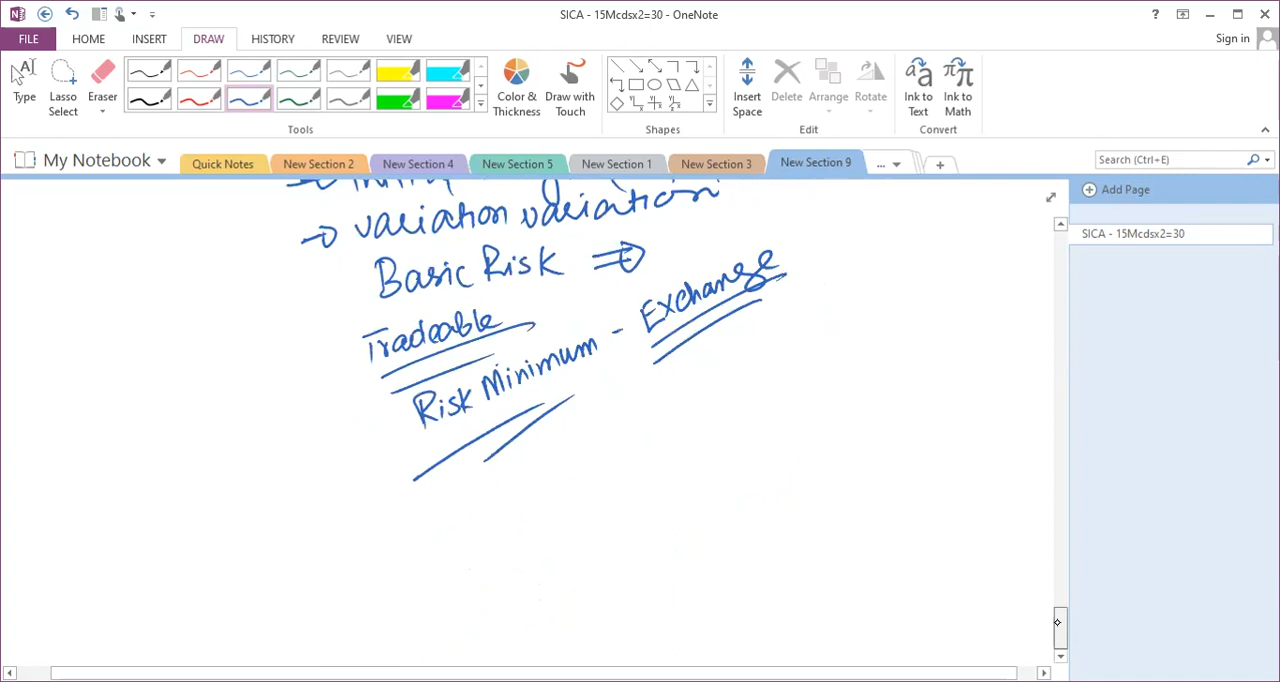 SICA - 15Mcdsx2=30 - OneNote
FILE HOME INSERT DRAW HISTORY REVIEW VIEW
Sign in
Type
Lasso Select
Eraser
Color & Thickness
Draw with Touch
Insert Space
Delete
Arrange
Rotate
Ink to Text
Ink to Math
Tools
Shapes
Edit
Convert
My Notebook
Quick Notes
New Section 2
New Section 4
New Section 5
New Section 1
New Section 3
New Section 9
...
Search (Ctrl+E)
Add Page
SICA - 15Mcdsx2=30
→ variation variation
Basic Risk ⇒
Tradeable
Risk Minimum - Exchange